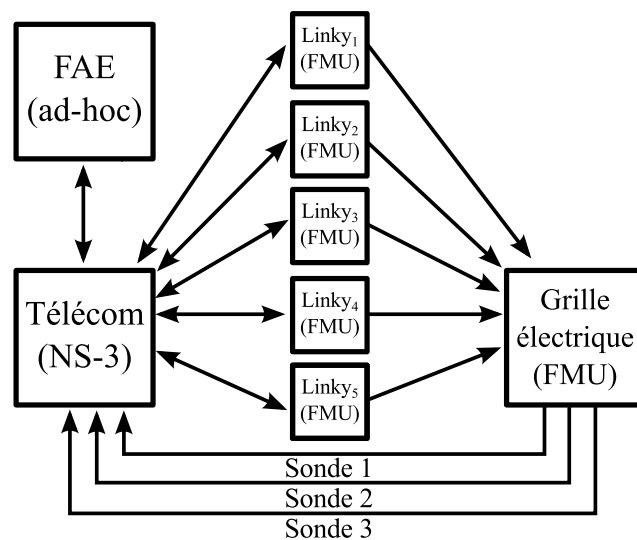 FAE
(ad-hoc)
Linky₁
(FMU)
Linky₂
(FMU)
Linky₃
(FMU)
Linky₄
(FMU)
Linky₅
(FMU)
Télécom
(NS-3)
Grille
électrique
(FMU)
Sonde 1
Sonde 2
Sonde 3